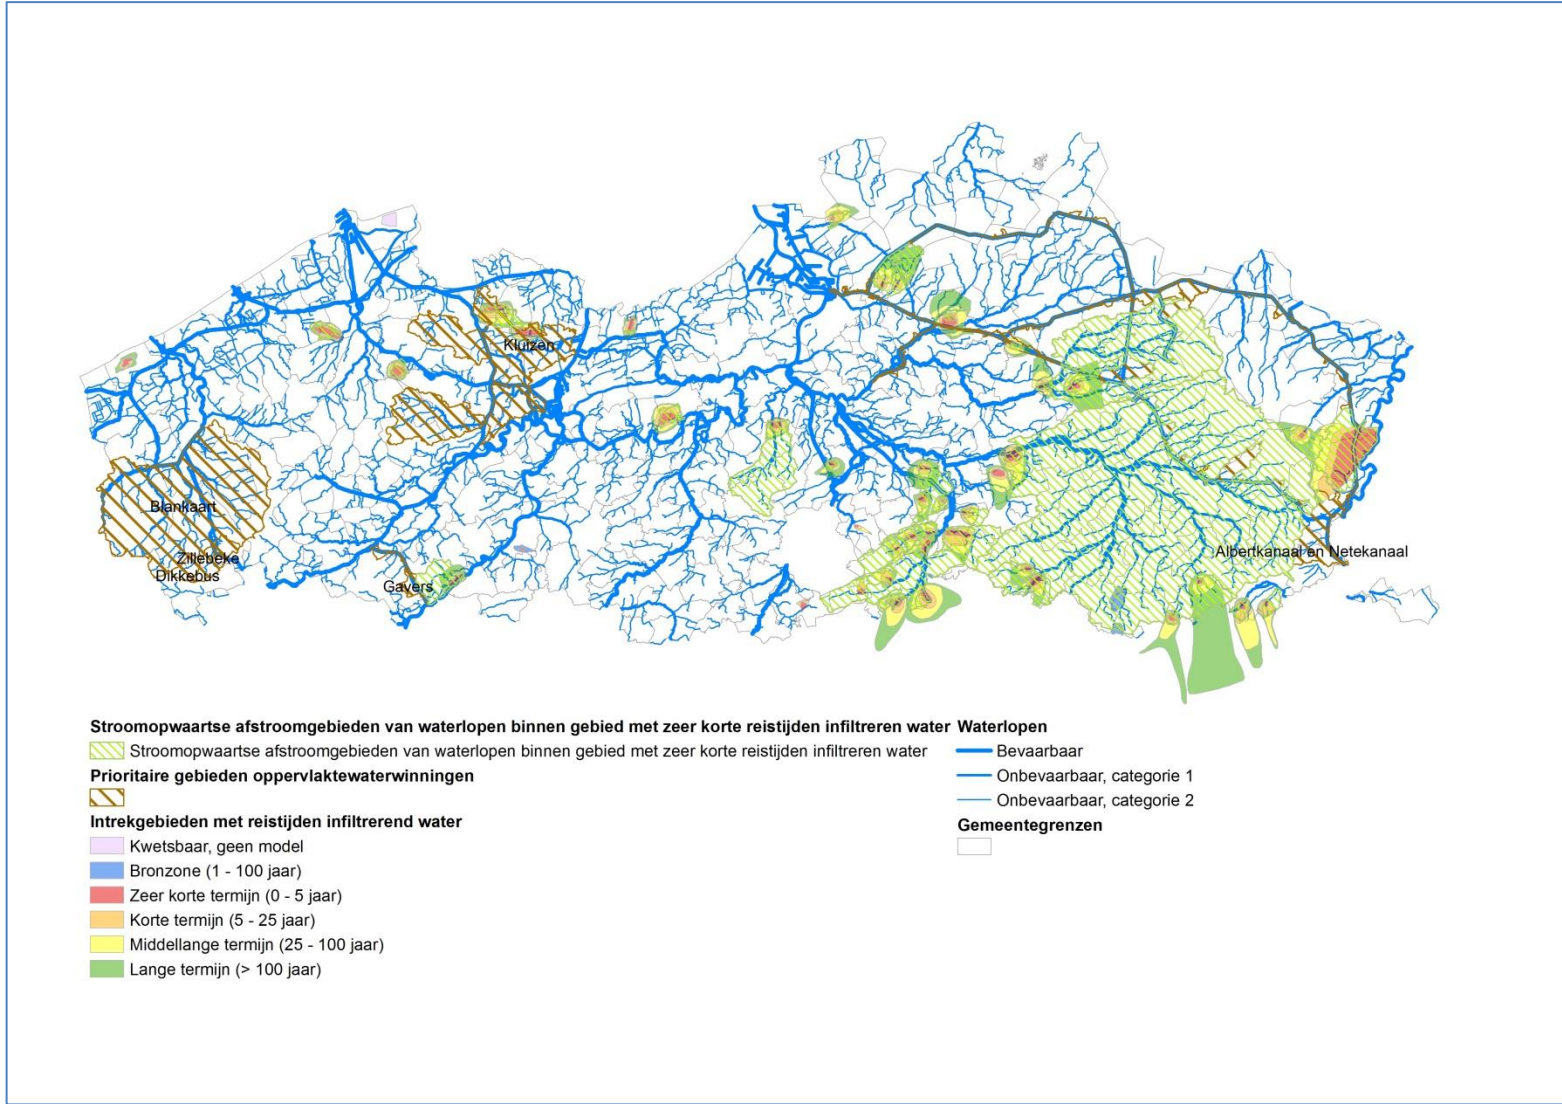 Kluizen
Blankaart
Zillebeke
Dikkebus
Gavers
Albertkanaal en Netekanaal
Stroomopwaartse afstroomgebieden van waterlopen binnen gebied met zeer korte reistijden infiltreren water
Stroomopwaartse afstroomgebieden van waterlopen binnen gebied met zeer korte reistijden infiltreren water
Prioritaire gebieden oppervlaktewaterwinningen
Intrekgebieden met reistijden infiltrerend water
Kwetsbaar, geen model
Bronzone (1 - 100 jaar)
Zeer korte termijn (0 - 5 jaar)
Korte termijn (5 - 25 jaar)
Middellange termijn (25 - 100 jaar)
Lange termijn (> 100 jaar)
Waterlopen
Bevaarbaar
Onbevaarbaar, categorie 1
Onbevaarbaar, categorie 2
Gemeentegrenzen